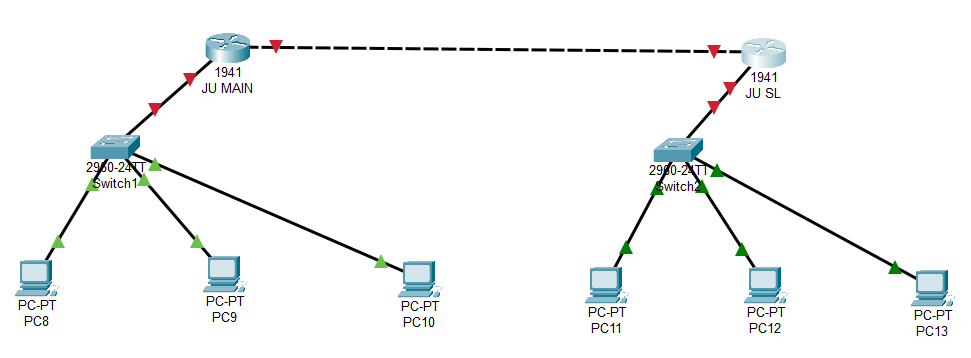 1941
JU MAIN
1941
JU SL
2960-24TT
Switch1
2960-24TT
Switch2
PC-PT
PC8
PC-PT
PC9
PC-PT
PC10
PC-PT
PC11
PC-PT
PC12
PC-PT
PC13